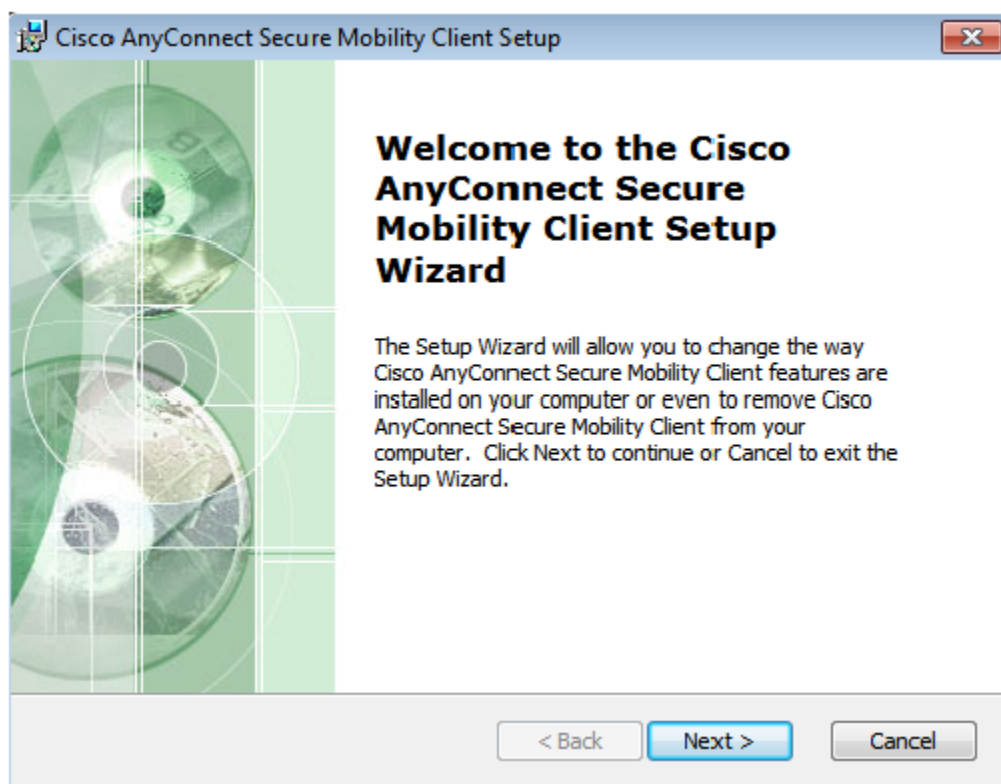 Cisco AnyConnect Secure Mobility Client Setup
Welcome to the Cisco
AnyConnect Secure
Mobility Client Setup
Wizard
The Setup Wizard will allow you to change the way
Cisco AnyConnect Secure Mobility Client features are
installed on your computer or even to remove Cisco
AnyConnect Secure Mobility Client from your
computer.  Click Next to continue or Cancel to exit the
Setup Wizard.
< Back
Next >
Cancel